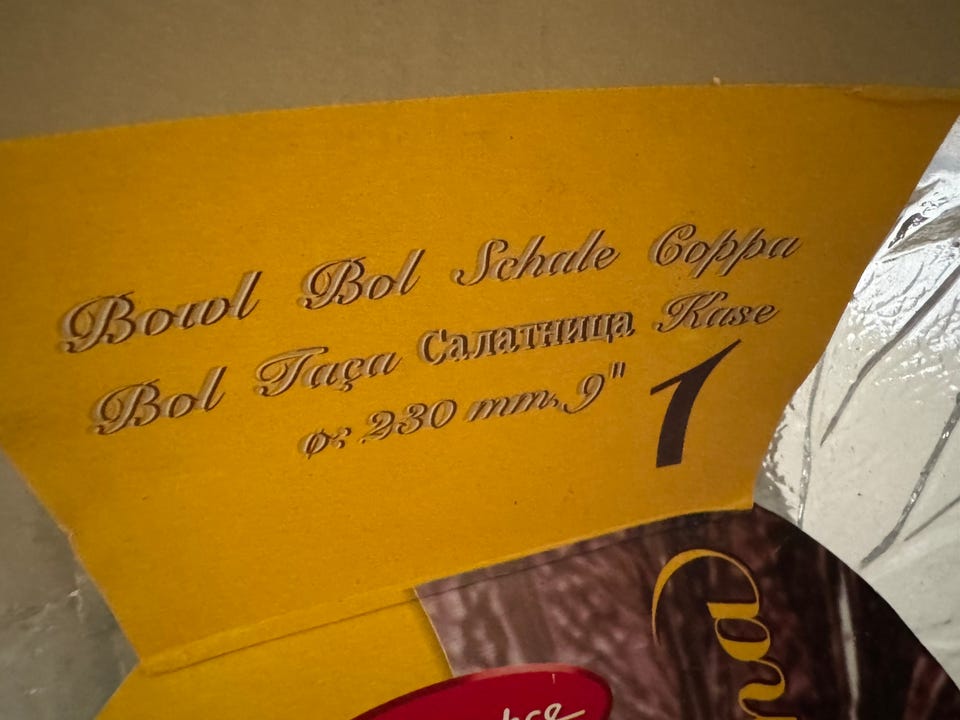 Bowl Bol Schale Coppa
Bol Taça Салатница Kase
ø: 230 mm. 9"
1